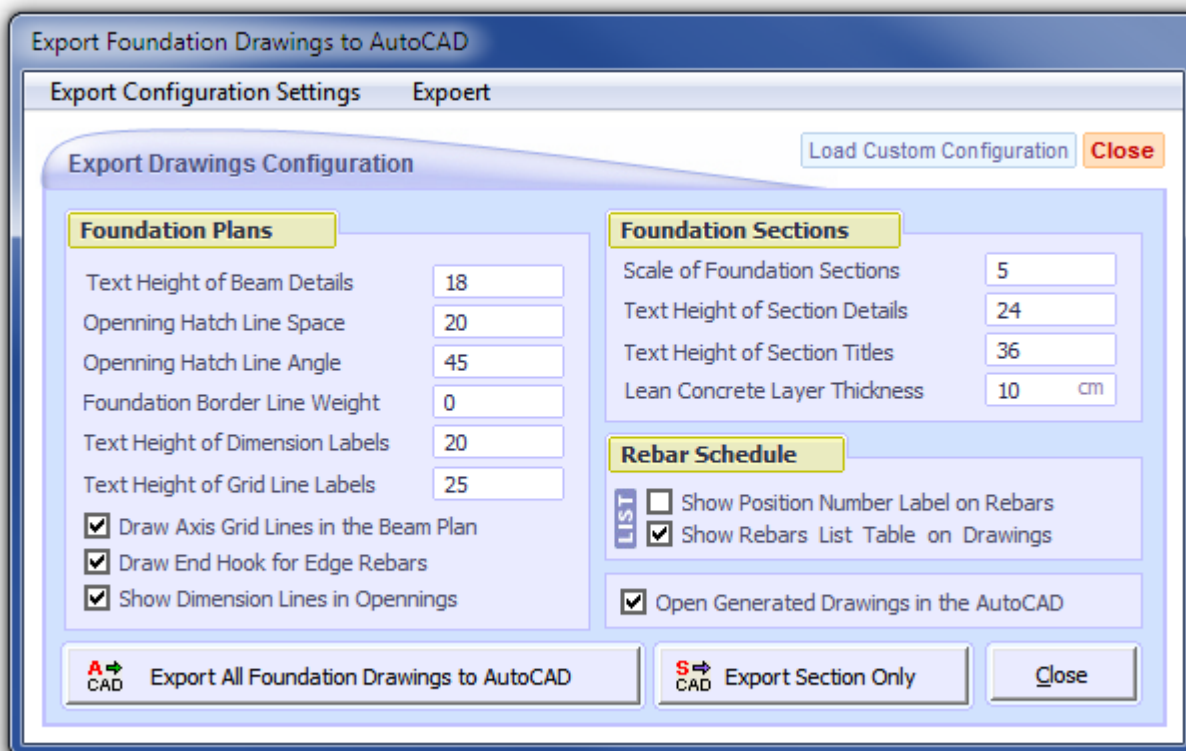 Export Foundation Drawings to AutoCAD
Export Configuration Settings Expoert
Export Drawings Configuration
Load Custom Configuration Close
Foundation Plans
Text Height of Beam Details 18
Openning Hatch Line Space 20
Openning Hatch Line Angle 45
Foundation Border Line Weight 0
Text Height of Dimension Labels 20
Text Height of Grid Line Labels 25
Draw Axis Grid Lines in the Beam Plan
Draw End Hook for Edge Rebars
Show Dimension Lines in Opennings
Foundation Sections
Scale of Foundation Sections 5
Text Height of Section Details 24
Text Height of Section Titles 36
Lean Concrete Layer Thickness 10 cm
Rebar Schedule
LIST
Show Position Number Label on Rebars
Show Rebars List Table on Drawings
Open Generated Drawings in the AutoCAD
A CAD Export All Foundation Drawings to AutoCAD
S CAD Export Section Only
Close